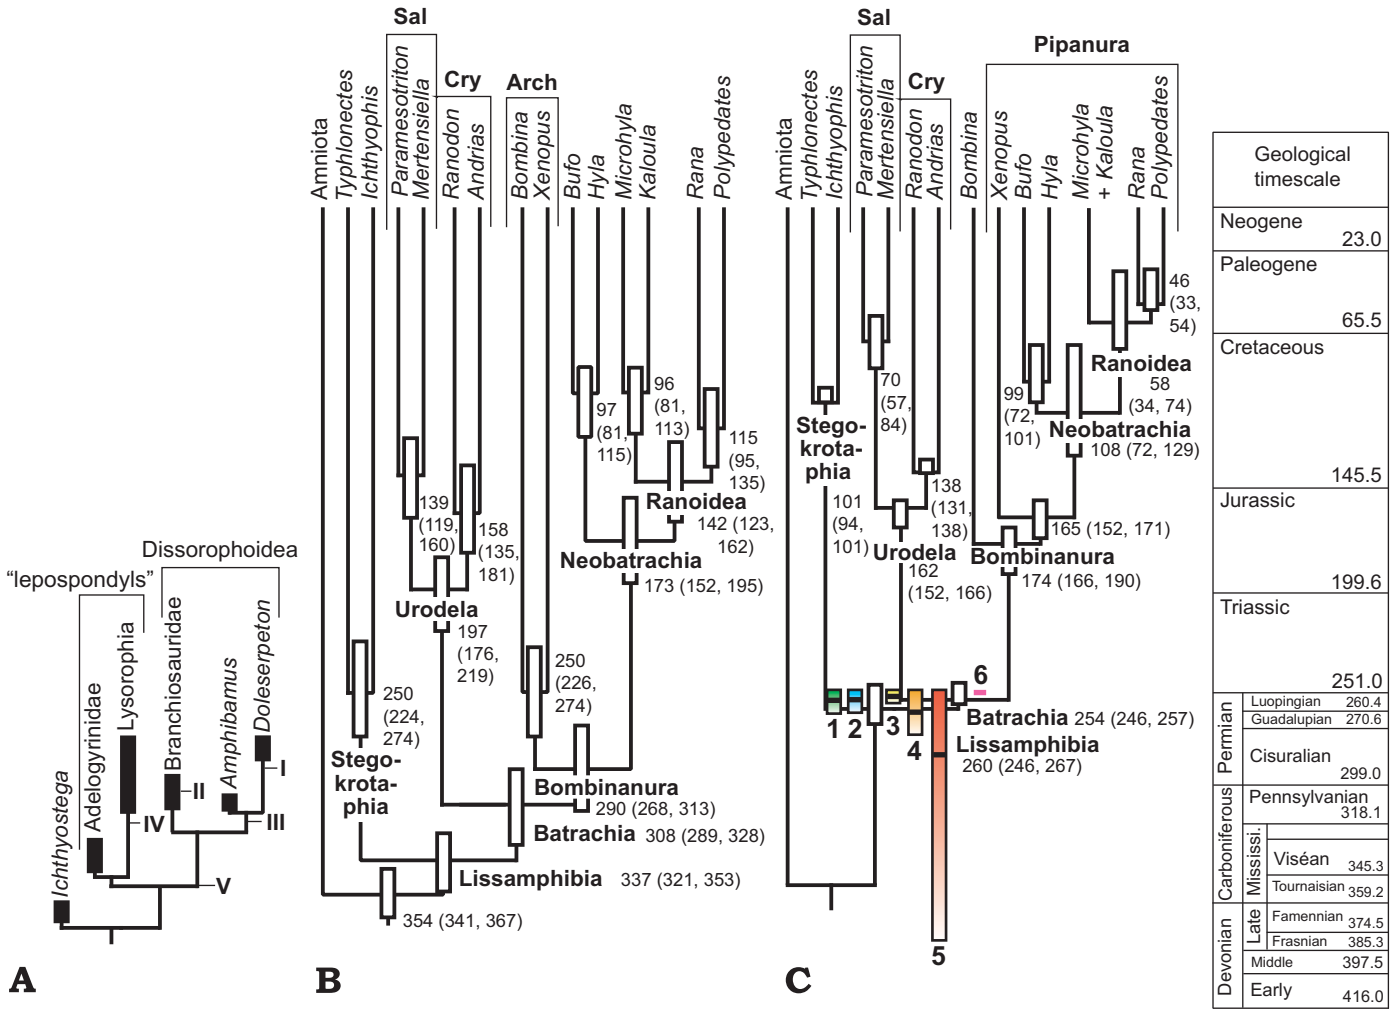 "lepospondyls"
Dissorophoidea
Ichthyostega
Adelogyrinidae
Lysorophia
Branchiosauridae
Amphibamus
Doleserpeton
I
II
III
IV
V
A
Sal
Cry
Arch
Amniota
Typhlonectes
Ichthyophis
Paramesotriton
Mertensiella
Ranodon
Andrias
Bombina
Xenopus
Bufo
Hyla
Microhyla
Kaloula
Rana
Polypedates
97
(81,
115)
96
(81,
113)
115
(95,
135)
Ranoidea
142 (123,
162)
Neobatrachia
173 (152, 195)
139
(119,
160)
158
(135,
181)
Urodela
197
(176,
219)
250
(224,
274)
Stego-
krota-
phia
250
(226,
274)
Bombinanura
290 (268, 313)
Batrachia 308 (289, 328)
Lissamphibia 337 (321, 353)
354 (341, 367)
B
Sal
Cry
Pipanura
Amniota
Typhlonectes
Ichthyophis
Paramesotriton
Mertensiella
Ranodon
Andrias
Bombina
Xenopus
Bufo
Hyla
Microhyla
+ Kaloula
Rana
Polypedates
46
(33,
54)
Ranoidea
58
(34, 74)
99
(72,
101)
Neobatrachia
108 (72, 129)
70
(57,
84)
Stego-
krota-
phia
101
(94,
101)
138
(131,
138)
Urodela
162
(152, 166)
165 (152, 171)
Bombinanura
174 (166, 190)
1
2
3
4
5
6
Batrachia 254 (246, 257)
Lissamphibia
260 (246, 267)
C
Geological
timescale
Neogene
23.0
Paleogene
65.5
Cretaceous
145.5
Jurassic
199.6
Triassic
251.0
Permian
Luopingian 260.4
Guadalupian 270.6
Cisuralian
299.0
Carboniferous
Pennsylvanian
318.1
Mississi.
Viséan
345.3
Tournaisian 359.2
Devonian
Late
Famennian 374.5
Frasnian 385.3
Middle 397.5
Early 416.0